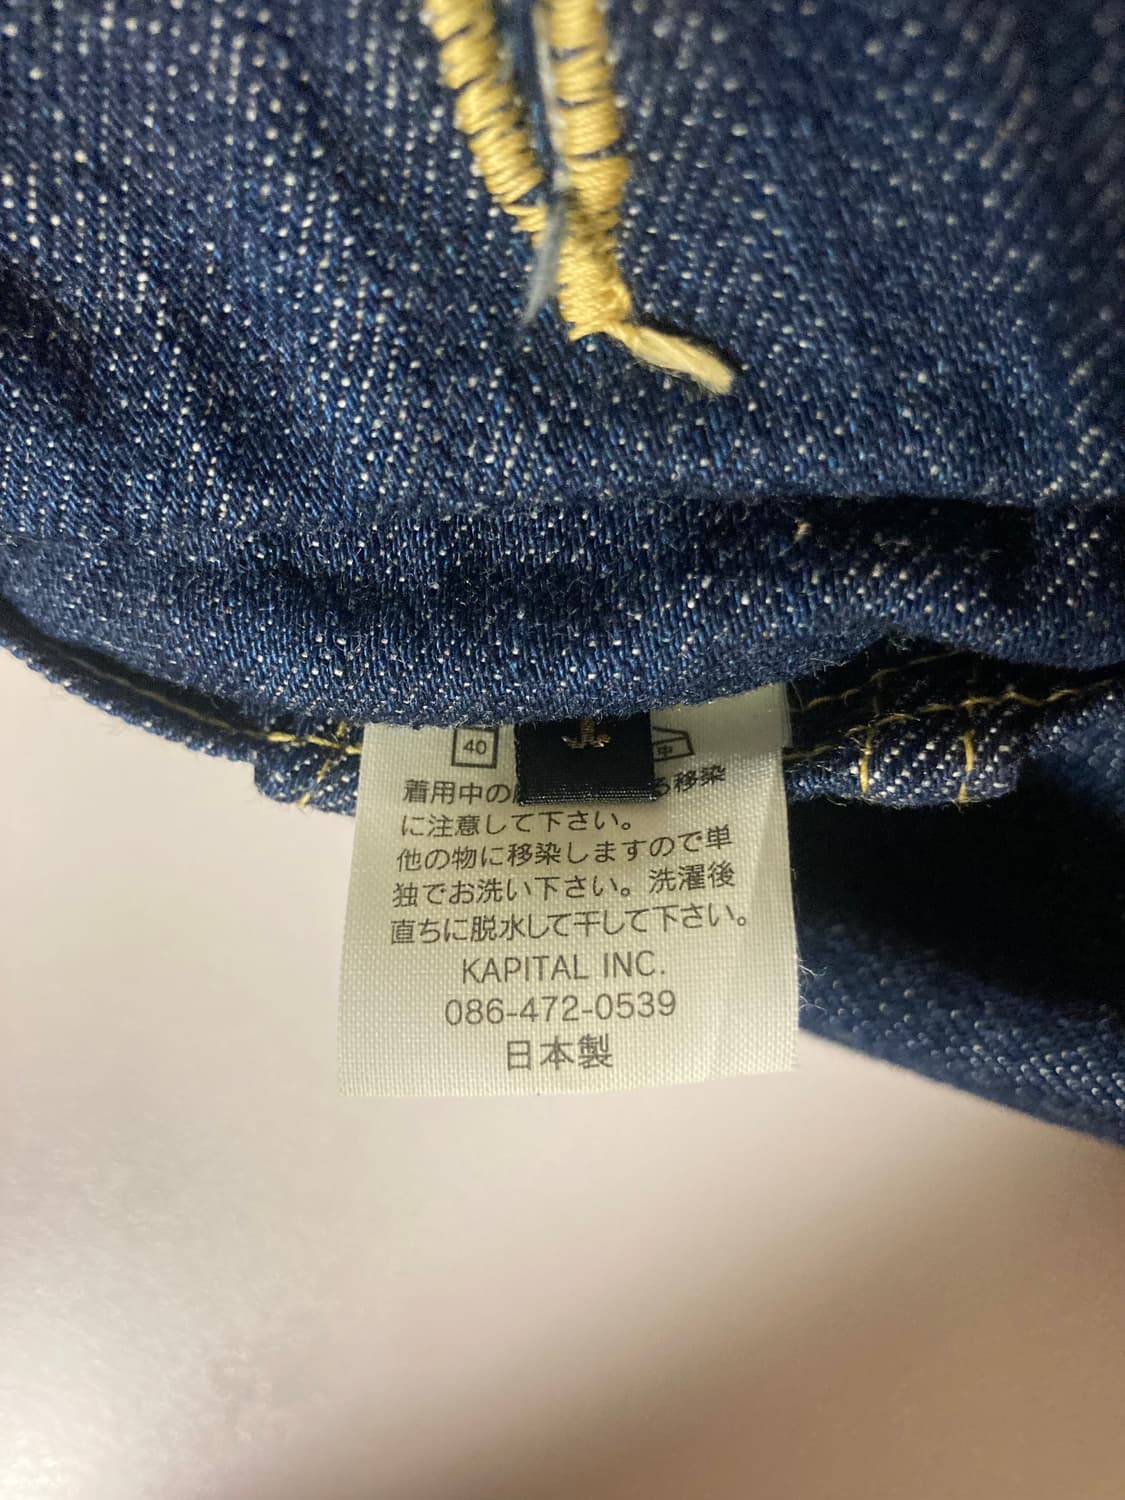 40 中
着用中の る移染
に注意して下さい。
他の物に移染しますので単
独でお洗い下さい。洗濯後
直ちに脱水して干して下さい。
KAPITAL INC.
086-472-0539
日本製